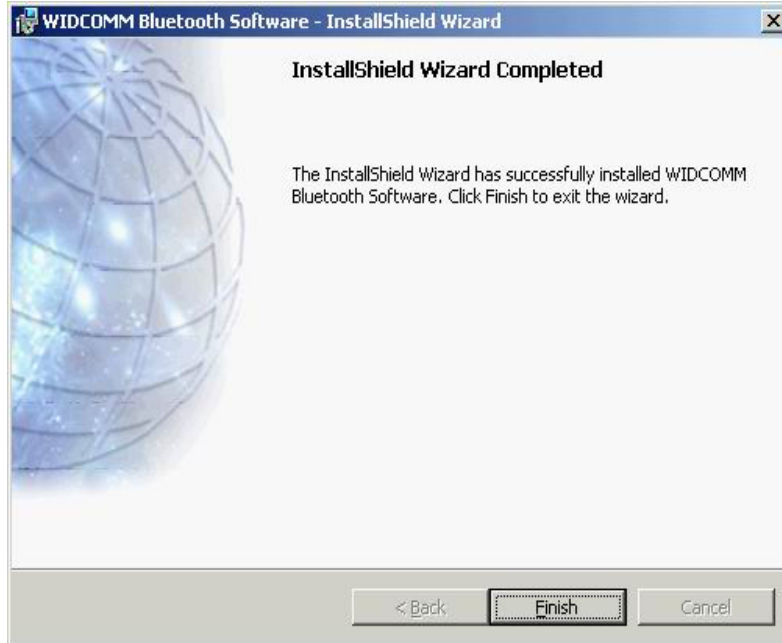 WIDCOMM Bluetooth Software - InstallShield Wizard
InstallShield Wizard Completed
The InstallShield Wizard has successfully installed WIDCOMM
Bluetooth Software. Click Finish to exit the wizard.
< Back Finish Cancel